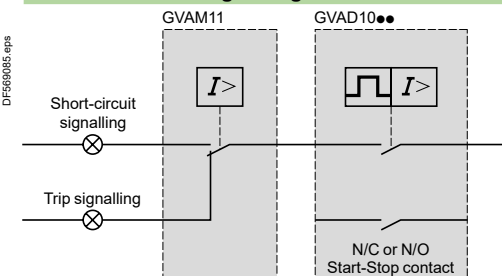 GVAM11
GVAD10●●
DF569085.eps
I>
I>
Short-circuit
signalling
Trip signalling
N/C or N/O
Start-Stop contact